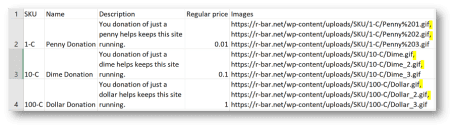 1 SKU Name Description Regular price Images
You donation of just a https://r-bar.net/wp-content/uploads/SKU/1-C/Penny%201.gif,
penny helps keeps this site https://r-bar.net/wp-content/uploads/SKU/1-C/Penny%202.gif,
2 1-C Penny Donation running. 0.01 https://r-bar.net/wp-content/uploads/SKU/1-C/Penny%203.gif
You donation of just a https://r-bar.net/wp-content/uploads/SKU/10-C/Dime.gif,
dime helps keeps this site https://r-bar.net/wp-content/uploads/SKU/10-C/Dime_2.gif,
3 10-C Dime Donation running. 0.1 https://r-bar.net/wp-content/uploads/SKU/10-C/Dime_3.gif
You donation of just a https://r-bar.net/wp-content/uploads/SKU/100-C/Dollar.gif,
dollar helps keeps this site https://r-bar.net/wp-content/uploads/SKU/100-C/Dollar_2.gif,
4 100-C Dollar Donation running. 1 https://r-bar.net/wp-content/uploads/SKU/100-C/Dollar_3.gif